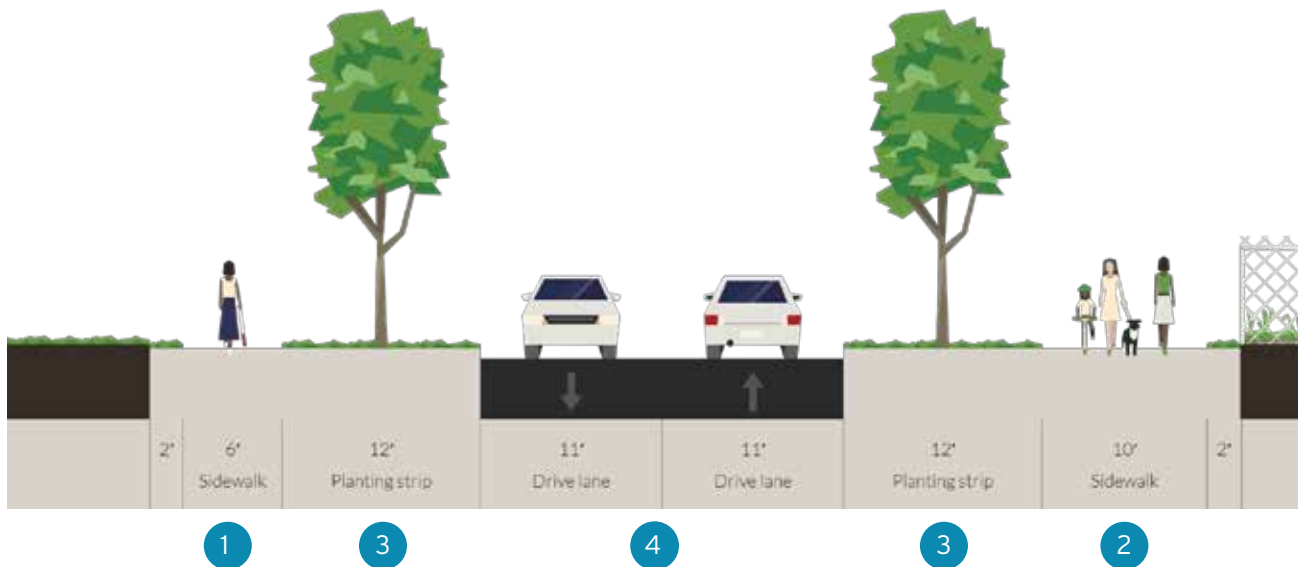 2' 6' 12' 11' 11' 12' 10' 2'
Sidewalk Planting strip Drive lane Drive lane Planting strip Sidewalk
1 3 4 3 2